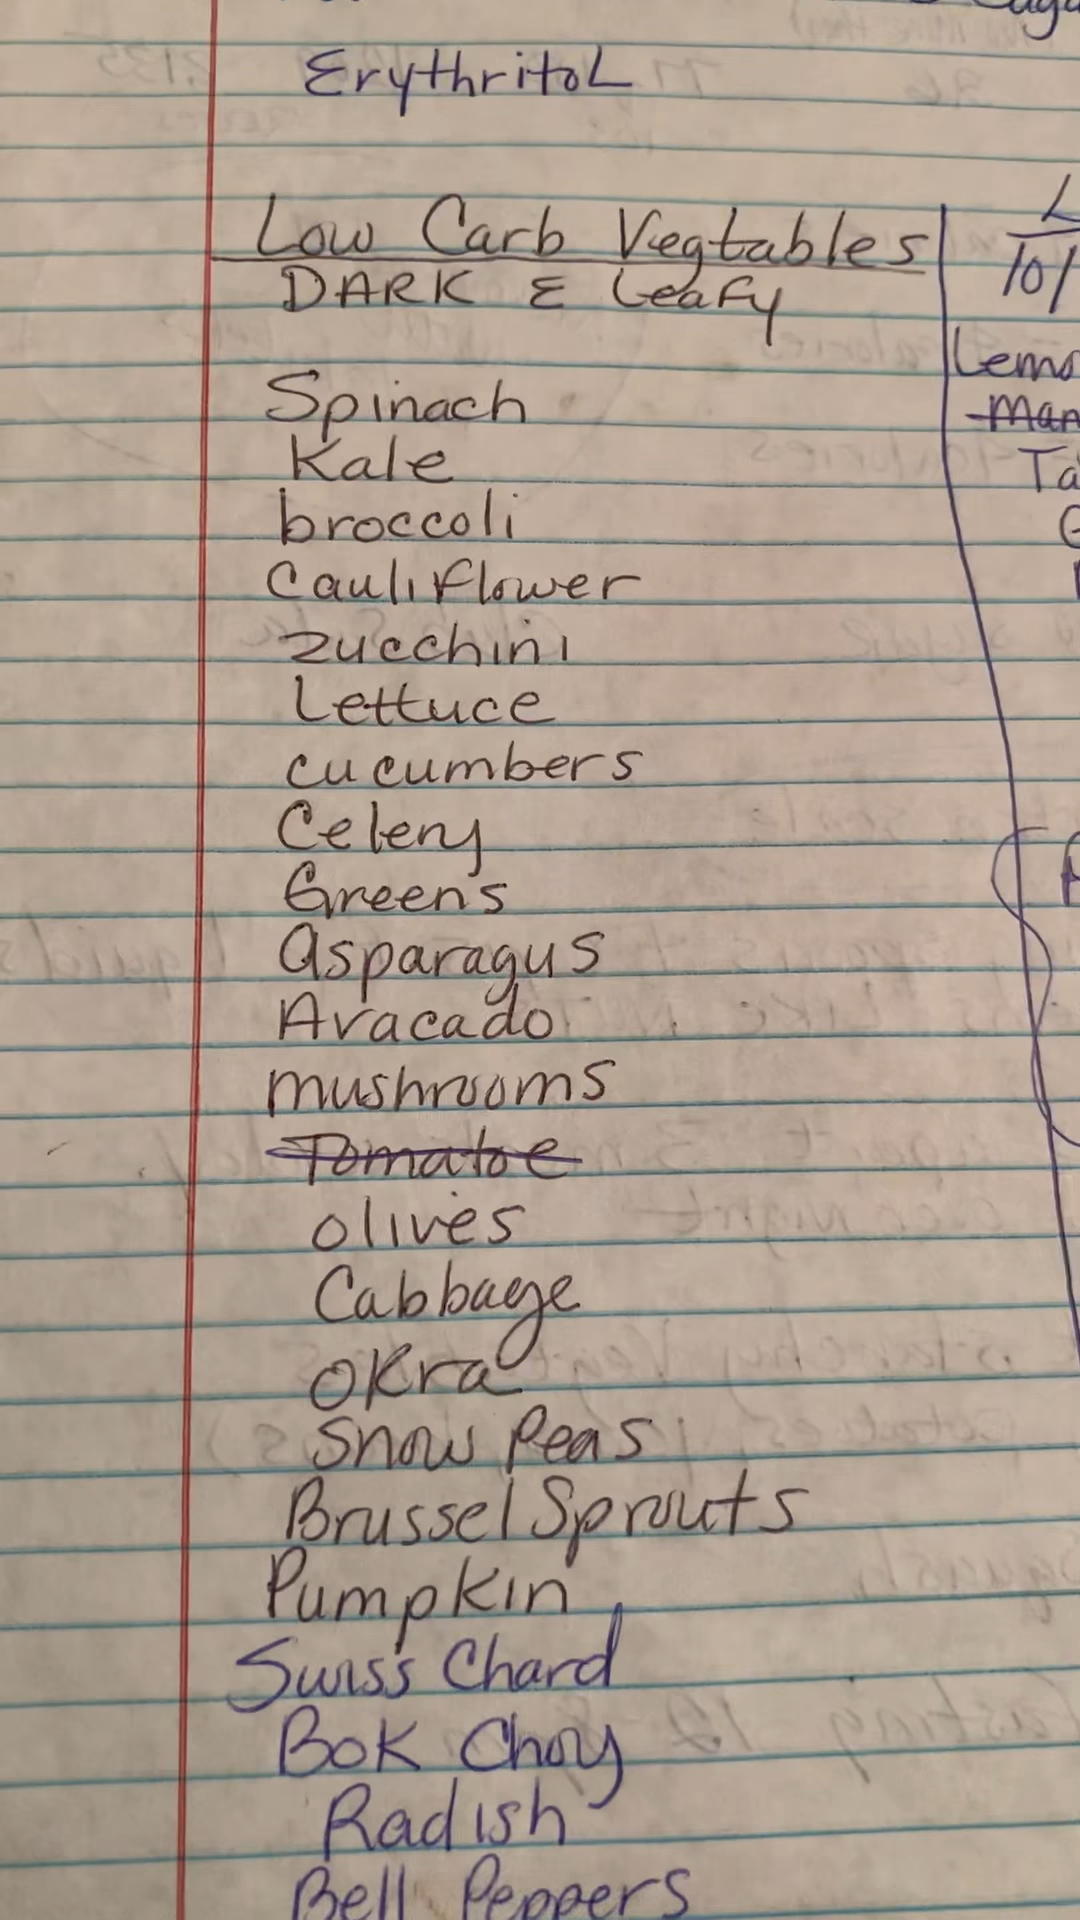 ErythritoL
Low Carb Vegtables
DARK & Leafy
Spinach
Kale
broccoli
Cauliflower
zucchini
Lettuce
cucumbers
Celery
Greens
asparagus
Avacado
mushrooms
Tomatoe
olives
Cabbage
OKra
Snow Peas
Brussel Sprouts
Pumpkin
Swiss Chard
Bok Choy
Radish
Bell Peppers